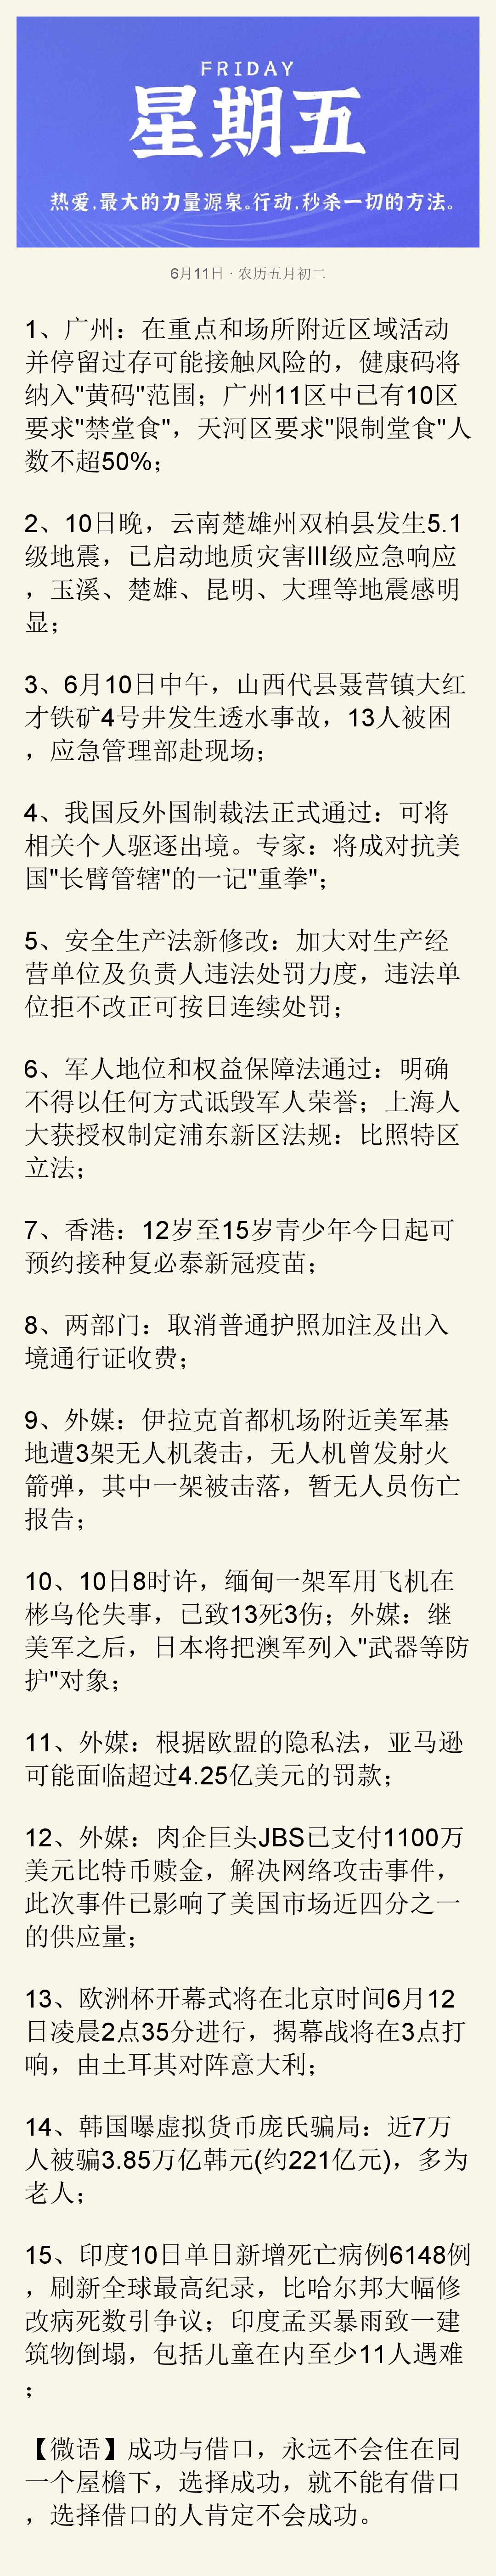 FRIDAY
星期五
热爱,最大的力量源泉。行动,秒杀一切的方法。
6月11日 · 农历五月初二
1、广州：在重点和场所附近区域活动
并停留过存可能接触风险的，健康码将
纳入"黄码"范围；广州11区中已有10区
要求"禁堂食"，天河区要求"限制堂食"人
数不超50%；
2、10日晚，云南楚雄州双柏县发生5.1
级地震，已启动地质灾害III级应急响应
，玉溪、楚雄、昆明、大理等地震感明
显；
3、6月10日中午，山西代县聂营镇大红
才铁矿4号井发生透水事故，13人被困
，应急管理部赴现场；
4、我国反外国制裁法正式通过：可将
相关个人驱逐出境。专家：将成对抗美
国"长臂管辖"的一记"重拳"；
5、安全生产法新修改：加大对生产经
营单位及负责人违法处罚力度，违法单
位拒不改正可按日连续处罚；
6、军人地位和权益保障法通过：明确
不得以任何方式诋毁军人荣誉；上海人
大获授权制定浦东新区法规：比照特区
立法；
7、香港：12岁至15岁青少年今日起可
预约接种复必泰新冠疫苗；
8、两部门：取消普通护照加注及出入
境通行证收费；
9、外媒：伊拉克首都机场附近美军基
地遭3架无人机袭击，无人机曾发射火
箭弹，其中一架被击落，暂无人员伤亡
报告；
10、10日8时许，缅甸一架军用飞机在
彬乌伦失事，已致13死3伤；外媒：继
美军之后，日本将把澳军列入"武器等防
护"对象；
11、外媒：根据欧盟的隐私法，亚马逊
可能面临超过4.25亿美元的罚款；
12、外媒：肉企巨头JBS已支付1100万
美元比特币赎金，解决网络攻击事件，
此次事件已影响了美国市场近四分之一
的供应量；
13、欧洲杯开幕式将在北京时间6月12
日凌晨2点35分进行，揭幕战将在3点打
响，由土耳其对阵意大利；
14、韩国曝虚拟货币庞氏骗局：近7万
人被骗3.85万亿韩元(约221亿元)，多为
老人；
15、印度10日单日新增死亡病例6148例
，刷新全球最高纪录，比哈尔邦大幅修
改病死数引争议；印度孟买暴雨致一建
筑物倒塌，包括儿童在内至少11人遇难
；
【微语】成功与借口，永远不会住在同
一个屋檐下，选择成功，就不能有借口
，选择借口的人肯定不会成功。